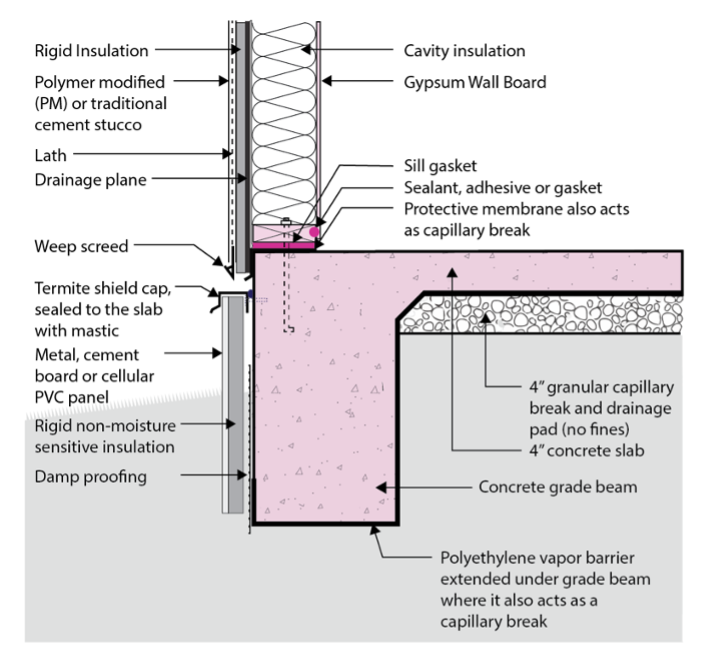 Rigid Insulation
Polymer modified
(PM) or traditional
cement stucco
Lath
Drainage plane
Weep screed
Termite shield cap,
sealed to the slab
with mastic
Metal, cement
board or cellular
PVC panel
Rigid non-moisture
sensitive insulation
Damp proofing
Cavity insulation
Gypsum Wall Board
Sill gasket
Sealant, adhesive or gasket
Protective membrane also acts
as capillary break
4” granular capillary
break and drainage
pad (no fines)
4” concrete slab
Concrete grade beam
Polyethylene vapor barrier
extended under grade beam
where it also acts as a
capillary break